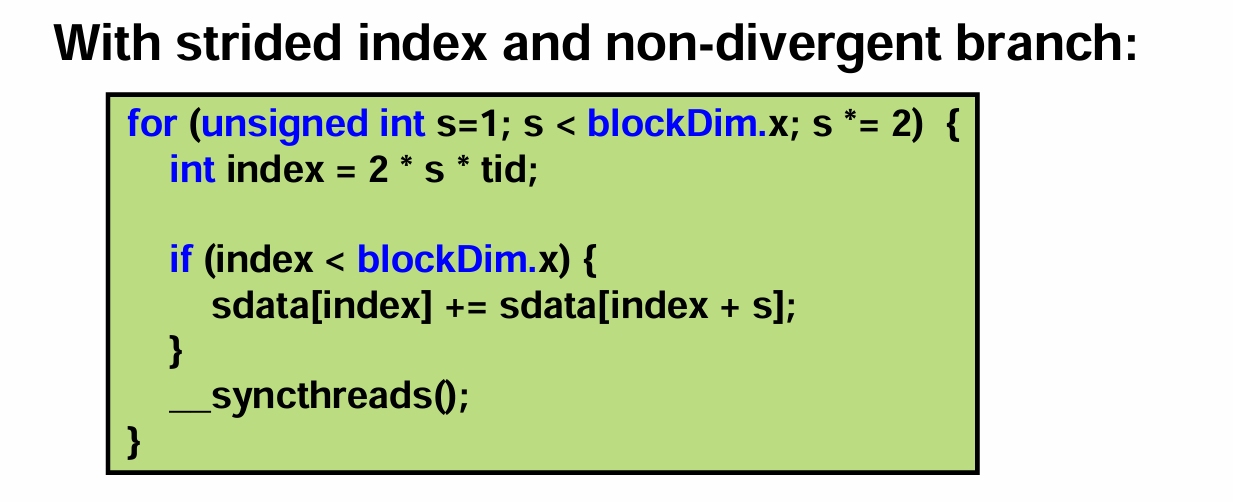 With strided index and non-divergent branch:
for (unsigned int s=1; s < blockDim.x; s *= 2) {
int index = 2 * s * tid;
if (index < blockDim.x) {
sdata[index] += sdata[index + s];
}
__syncthreads();
}